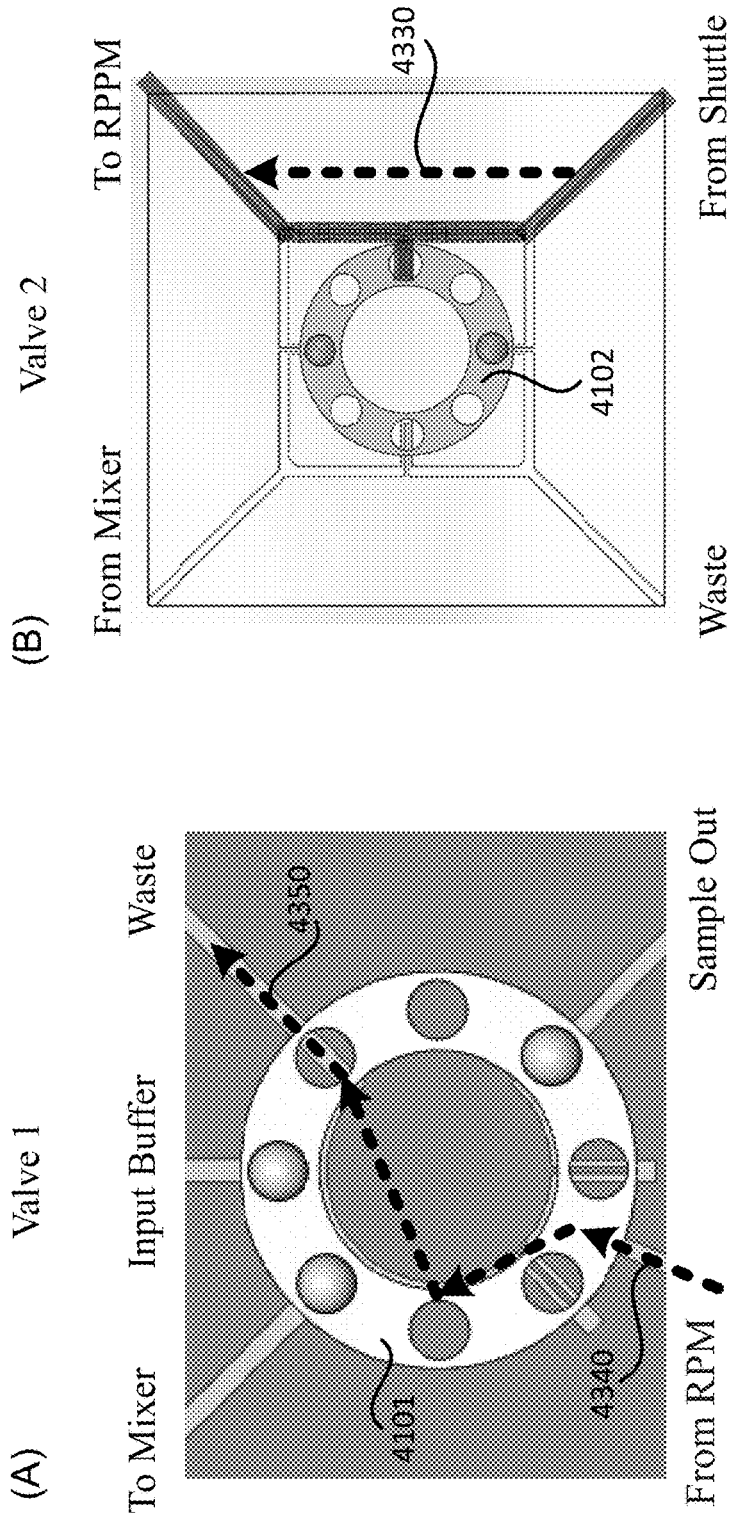 (A)
Valve 1
To Mixer
Input Buffer
Waste
4350
4101
4340
From RPM
Sample Out
(B)
Valve 2
From Mixer
To RPPM
4330
4102
Waste
From Shuttle